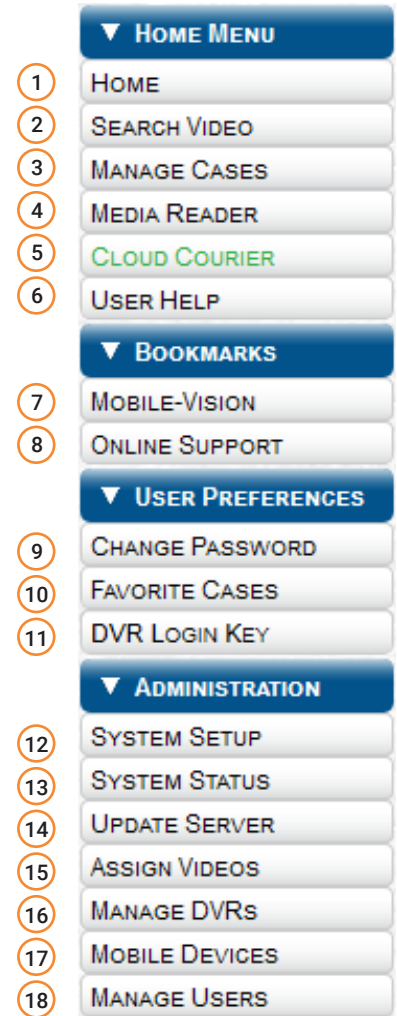 ▼ HOME MENU
1 HOME
2 SEARCH VIDEO
3 MANAGE CASES
4 MEDIA READER
5 CLOUD COURIER
6 USER HELP
▼ BOOKMARKS
7 MOBILE-VISION
8 ONLINE SUPPORT
▼ USER PREFERENCES
9 CHANGE PASSWORD
10 FAVORITE CASES
11 DVR LOGIN KEY
▼ ADMINISTRATION
12 SYSTEM SETUP
13 SYSTEM STATUS
14 UPDATE SERVER
15 ASSIGN VIDEOS
16 MANAGE DVRS
17 MOBILE DEVICES
18 MANAGE USERS